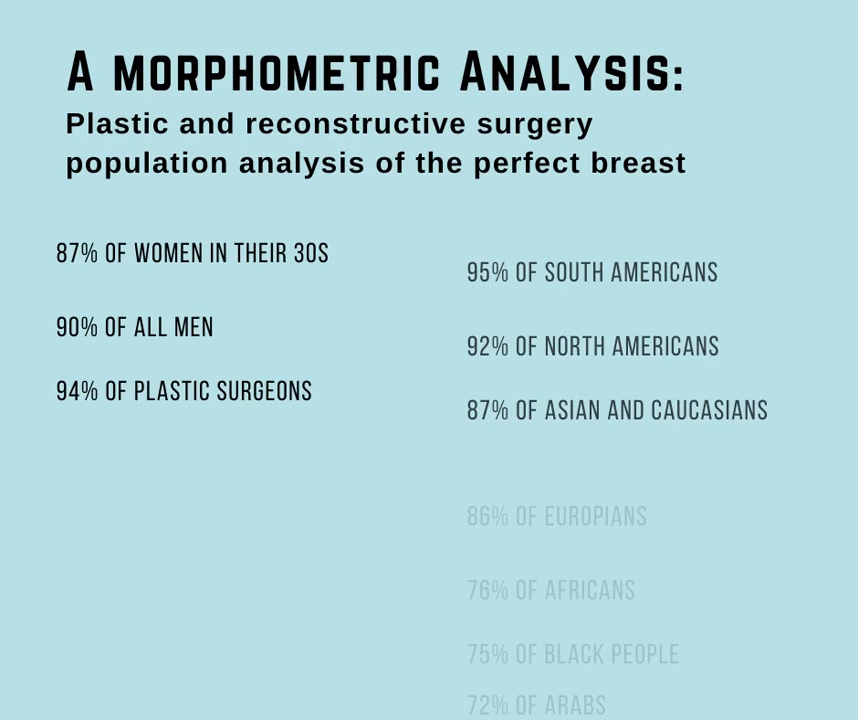 A MORPHOMETRIC ANALYSIS:
Plastic and reconstructive surgery
population analysis of the perfect breast
87% OF WOMEN IN THEIR 30S
90% OF ALL MEN
94% OF PLASTIC SURGEONS
95% OF SOUTH AMERICANS
92% OF NORTH AMERICANS
87% OF ASIAN AND CAUCASIANS
86% OF EUROPIANS
76% OF AFRICANS
75% OF BLACK PEOPLE
72% OF ARABS